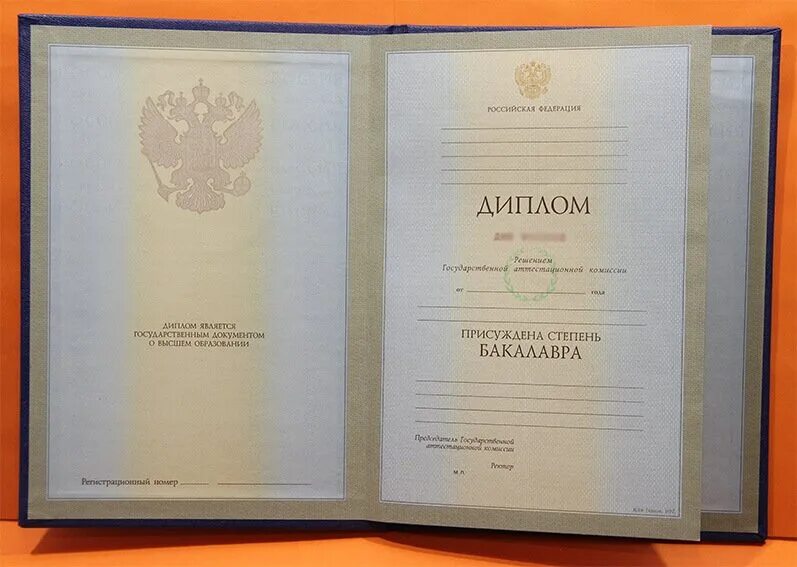 ДИПЛОМ ЯВЛЯЕТСЯ
ГОСУДАРСТВЕННЫМ ДОКУМЕНТОМ
О ВЫСШЕМ ОБРАЗОВАНИИ
Регистрационный номер
РОССИЙСКАЯ ФЕДЕРАЦИЯ
ДИПЛОМ
Решением
Государственной аттестационной комиссии
от года
ПРИСУЖДЕНА СТЕПЕНЬ
БАКАЛАВРА
Председатель Государственной
аттестационной комиссии
Ректор
М.П.